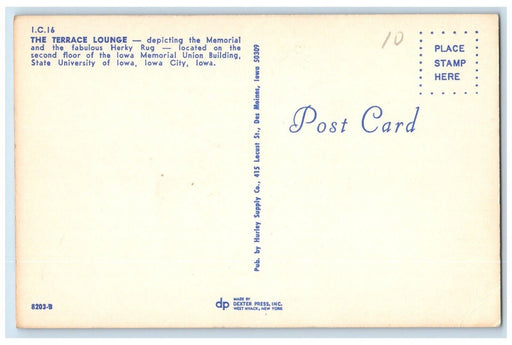 I.C.16
THE TERRACE LOUNGE — depicting the Memorial
and the fabulous Herky Rug — located on the
second floor of the Iowa Memorial Union Building,
State University of Iowa, Iowa City, Iowa.
Pub. by Hurley Supply Co., 415 Locust St., Des Moines, Iowa 50309
10
PLACE
STAMP
HERE
Post Card
8203-B
dp
MADE BY
DEXTER PRESS, INC.
WEST NYACK, NEW YORK